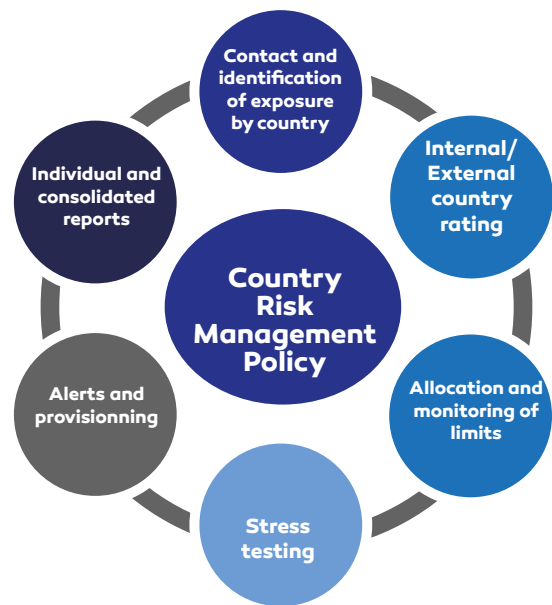 Contact and
identification
of exposure
by country
Internal/
External
country
rating
Allocation and
monitoring of
limits
Stress
testing
Alerts and
provisionning
Individual and
consolidated
reports
Country
Risk
Management
Policy